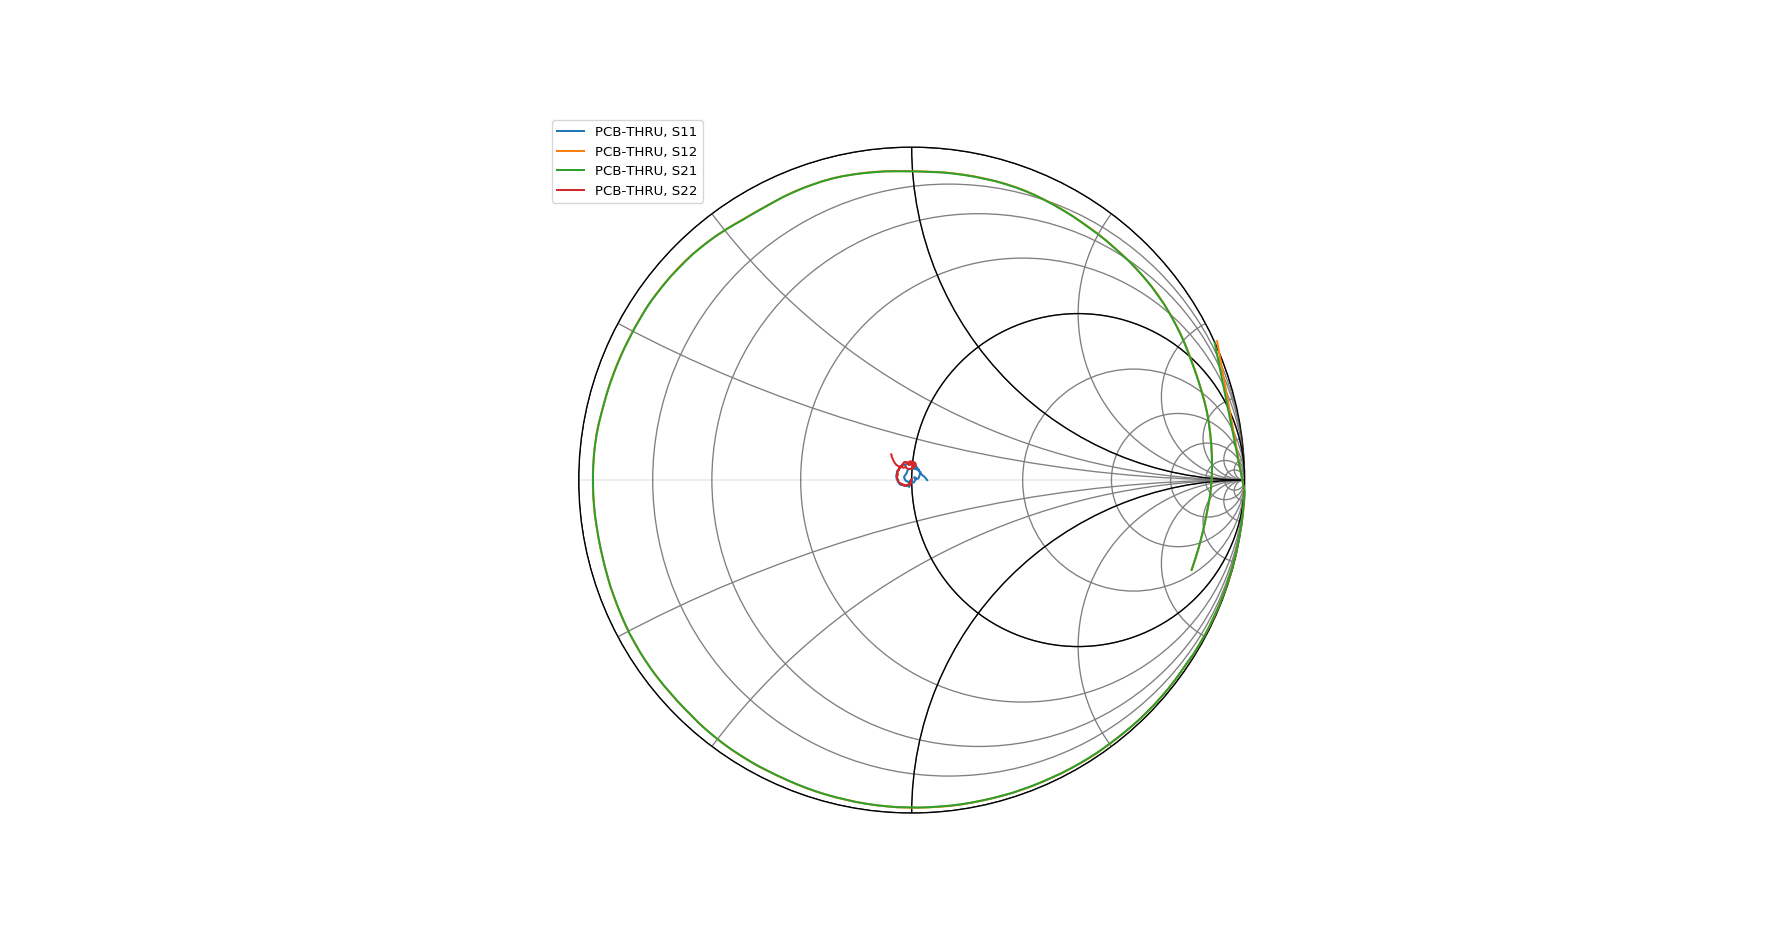 PCB-THRU, S11
PCB-THRU, S12
PCB-THRU, S21
PCB-THRU, S22